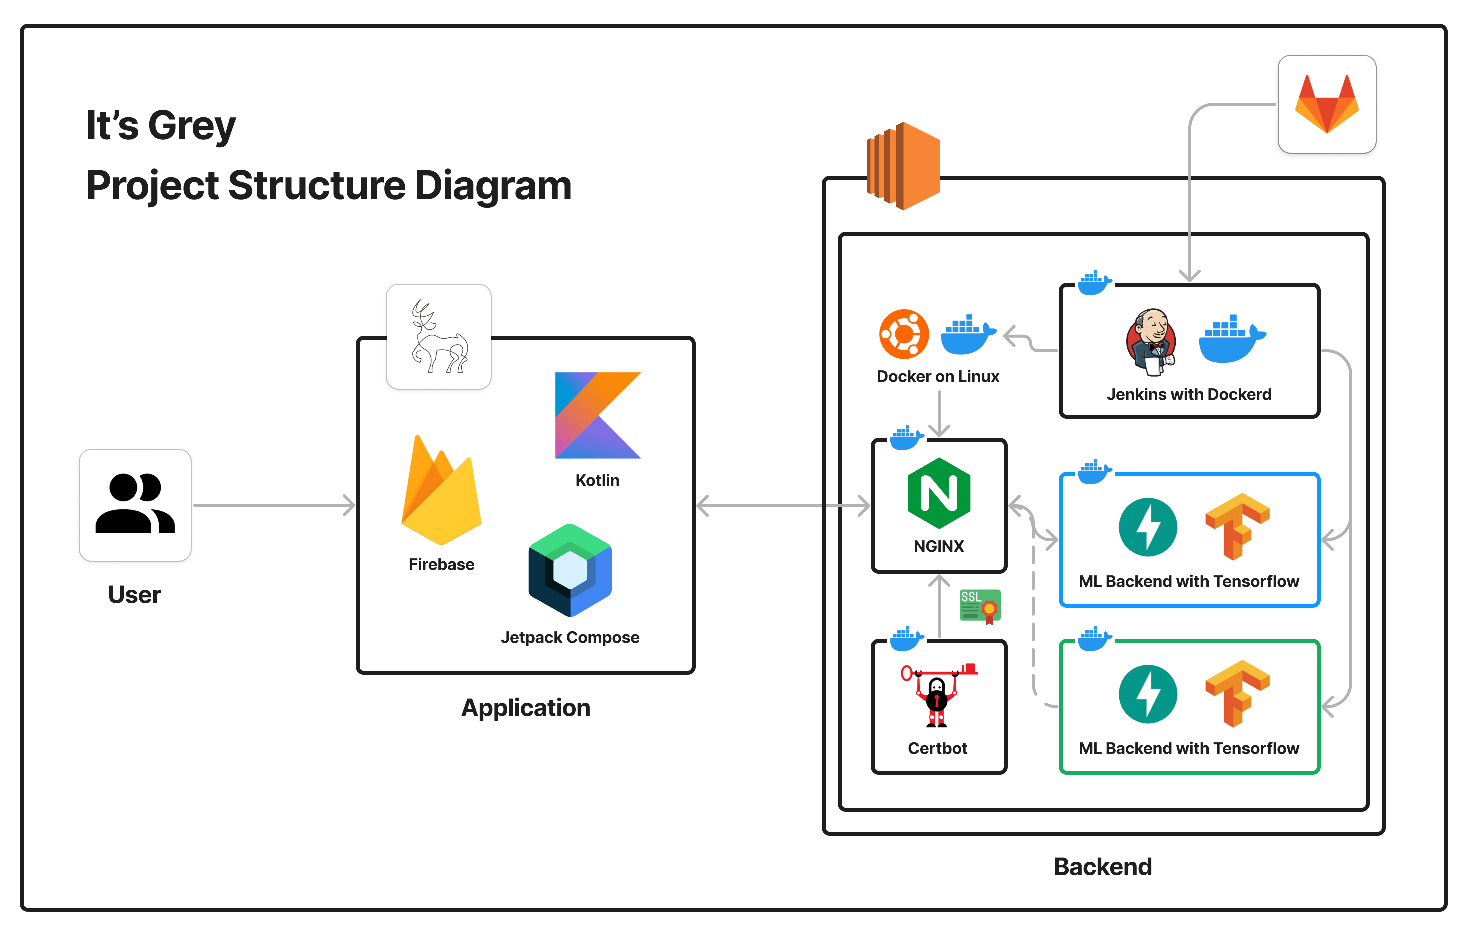 It's Grey
Project Structure Diagram
Docker on Linux
Jenkins with Dockerd
Kotlin
Firebase
NGINX
Jetpack Compose
ML Backend with Tensorflow
User
SSL
Application
Certbot
ML Backend with Tensorflow
Backend